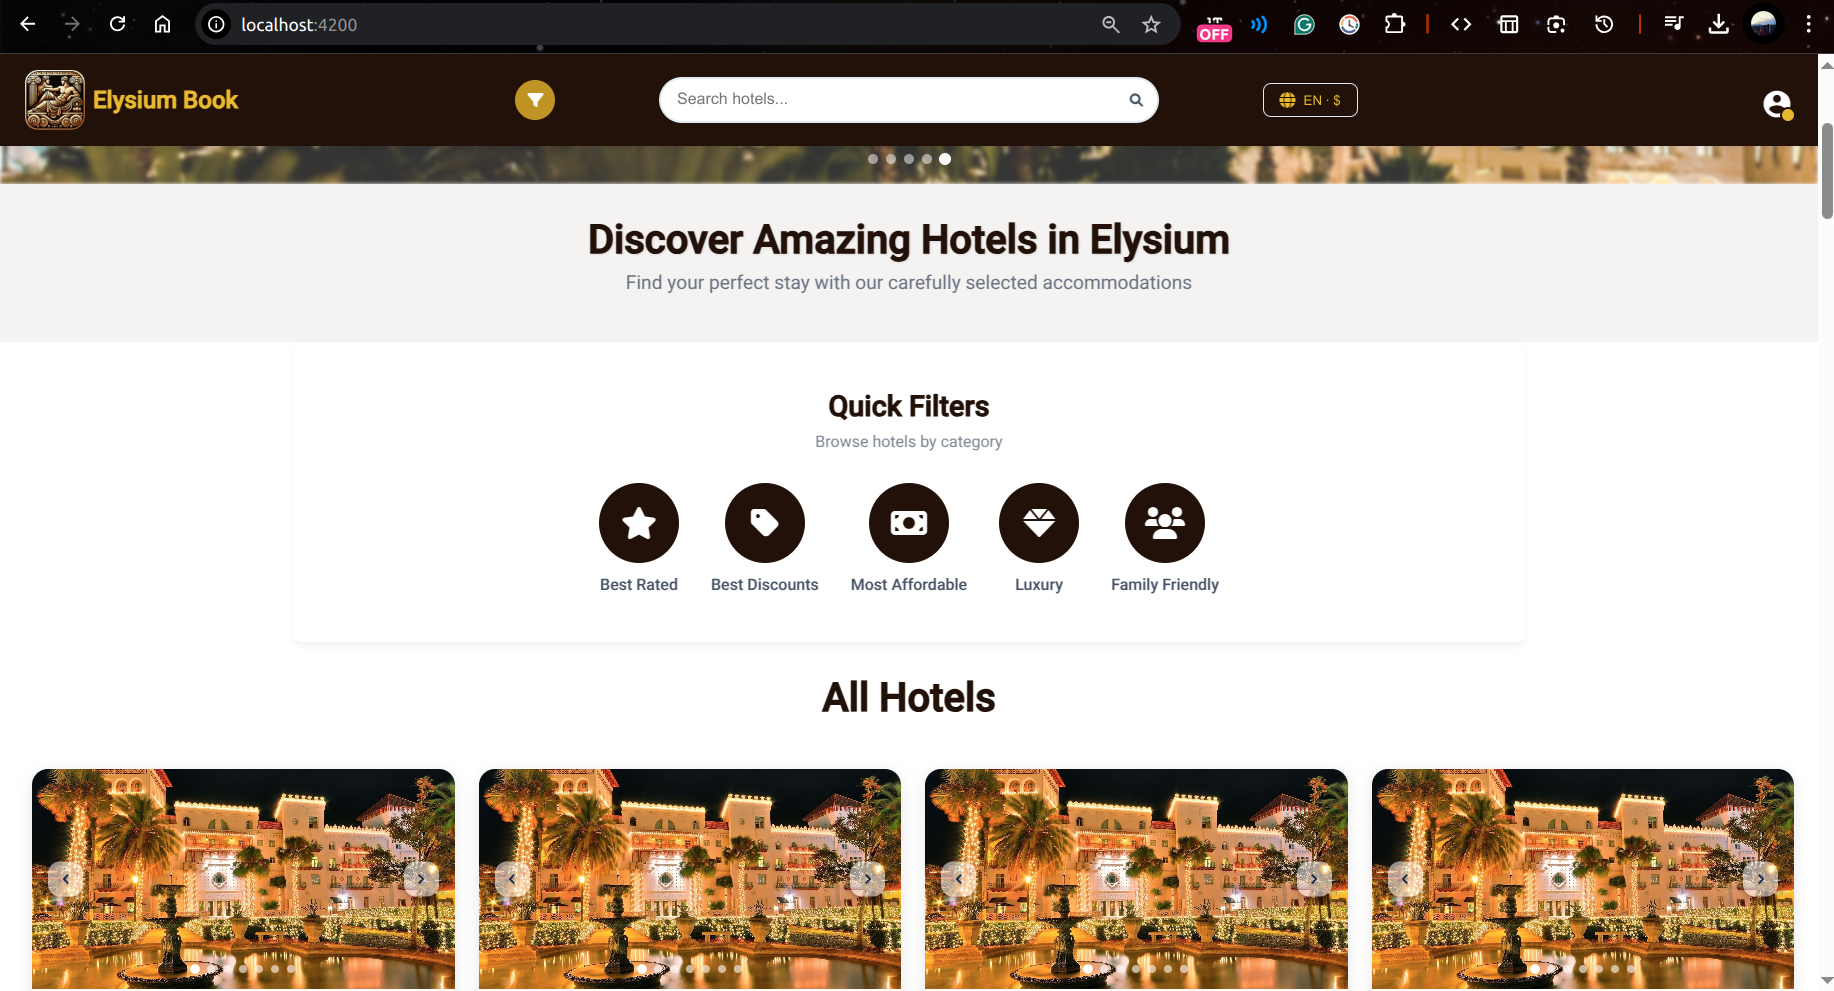 localhost:4200
OFF
Elysium Book
Search hotels...
EN · $
Discover Amazing Hotels in Elysium
Find your perfect stay with our carefully selected accommodations
Quick Filters
Browse hotels by category
Best Rated
Best Discounts
Most Affordable
Luxury
Family Friendly
All Hotels